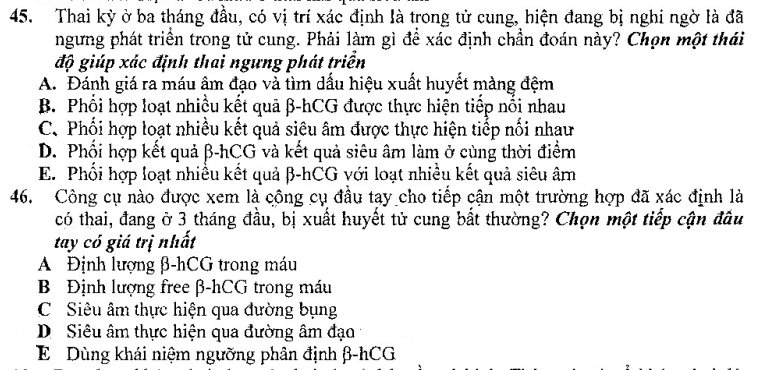 45. Thai kỳ ở ba tháng đầu, có vị trí xác định là trong tử cung, hiện đang bị nghi ngờ là đã
ngưng phát triển trong tử cung. Phải làm gì để xác định chẩn đoán này? Chọn một thái
độ giúp xác định thai ngưng phát triển
A. Đánh giá ra máu âm đạo và tìm dấu hiệu xuất huyết màng đệm
B. Phối hợp loạt nhiều kết quả β-hCG được thực hiện tiếp nối nhau
C. Phối hợp loạt nhiều kết quả siêu âm được thực hiện tiếp nối nhau
D. Phối hợp kết quả β-hCG và kết quả siêu âm làm ở cùng thời điểm
E. Phối hợp loạt nhiều kết quả β-hCG với loạt nhiều kết quả siêu âm
46. Công cụ nào được xem là công cụ đầu tay cho tiếp cận một trường hợp đã xác định là
có thai, đang ở 3 tháng đầu, bị xuất huyết tử cung bất thường? Chọn một tiếp cận đầu
tay có giá trị nhất
A Định lượng β-hCG trong máu
B Định lượng free β-hCG trong máu
C Siêu âm thực hiện qua đường bụng
D Siêu âm thực hiện qua đường âm đạo
E Dùng khái niệm ngưỡng phân định β-hCG